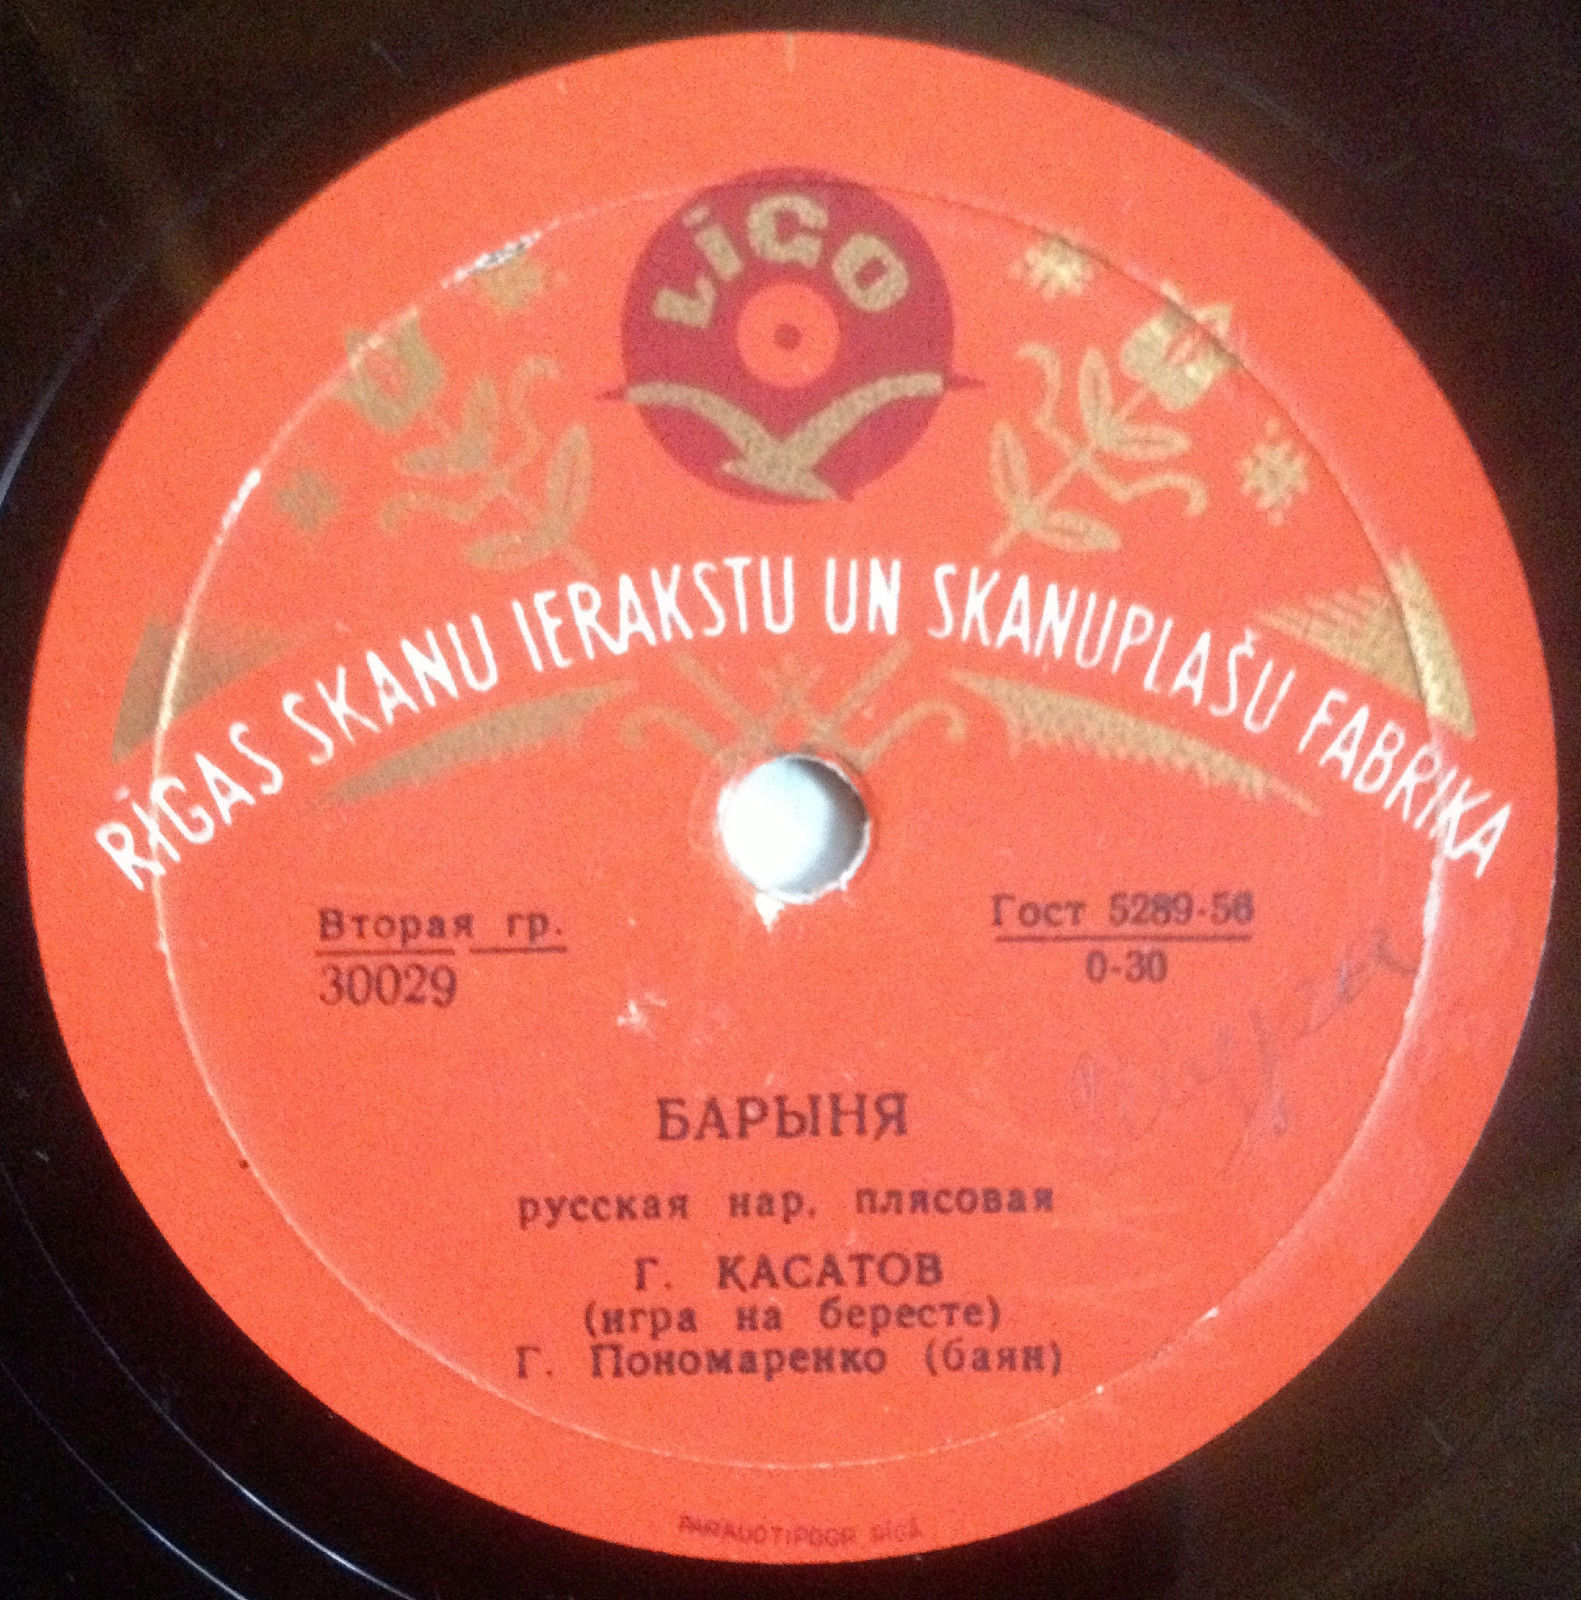 LĪGO
RĪGAS SKAŅU IERAKSTU UN SKAŅUPLAŠU FABRIKA
Вторая гр.
30029
Гост 5289-56
0-30
БАРЫНЯ
русская нар. плясовая
Г. КАСАТОВ
(игра на бересте)
Г. Пономаренко (баян)